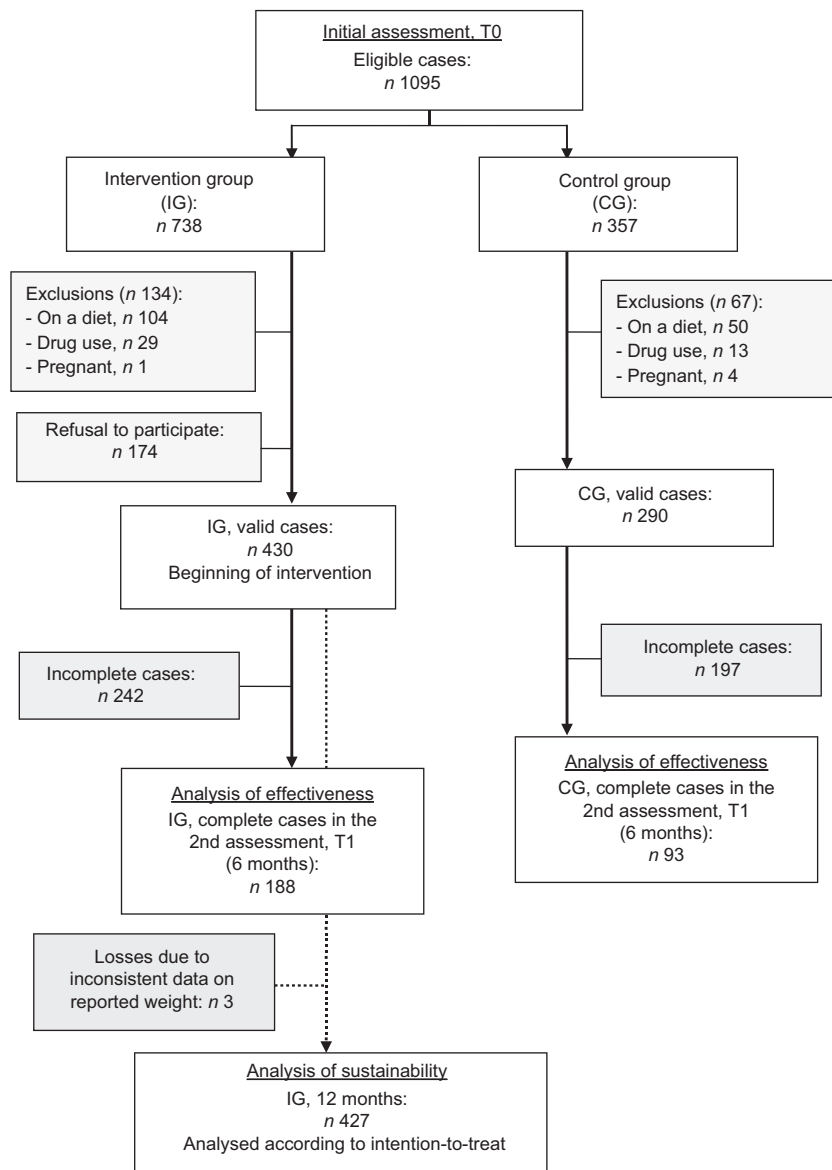 Initial assessment, T0
Eligible cases:
n 1095
Intervention group
(IG):
n 738
Control group
(CG):
n 357
Exclusions (n 134):
- On a diet, n 104
- Drug use, n 29
- Pregnant, n 1
Exclusions (n 67):
- On a diet, n 50
- Drug use, n 13
- Pregnant, n 4
Refusal to participate:
n 174
IG, valid cases:
n 430
Beginning of intervention
CG, valid cases:
n 290
Incomplete cases:
n 242
Incomplete cases:
n 197
Analysis of effectiveness
IG, complete cases in the
2nd assessment, T1
(6 months):
n 188
Analysis of effectiveness
CG, complete cases in the
2nd assessment, T1
(6 months):
n 93
Losses due to
inconsistent data on
reported weight: n 3
Analysis of sustainability
IG, 12 months:
n 427
Analysed according to intention-to-treat